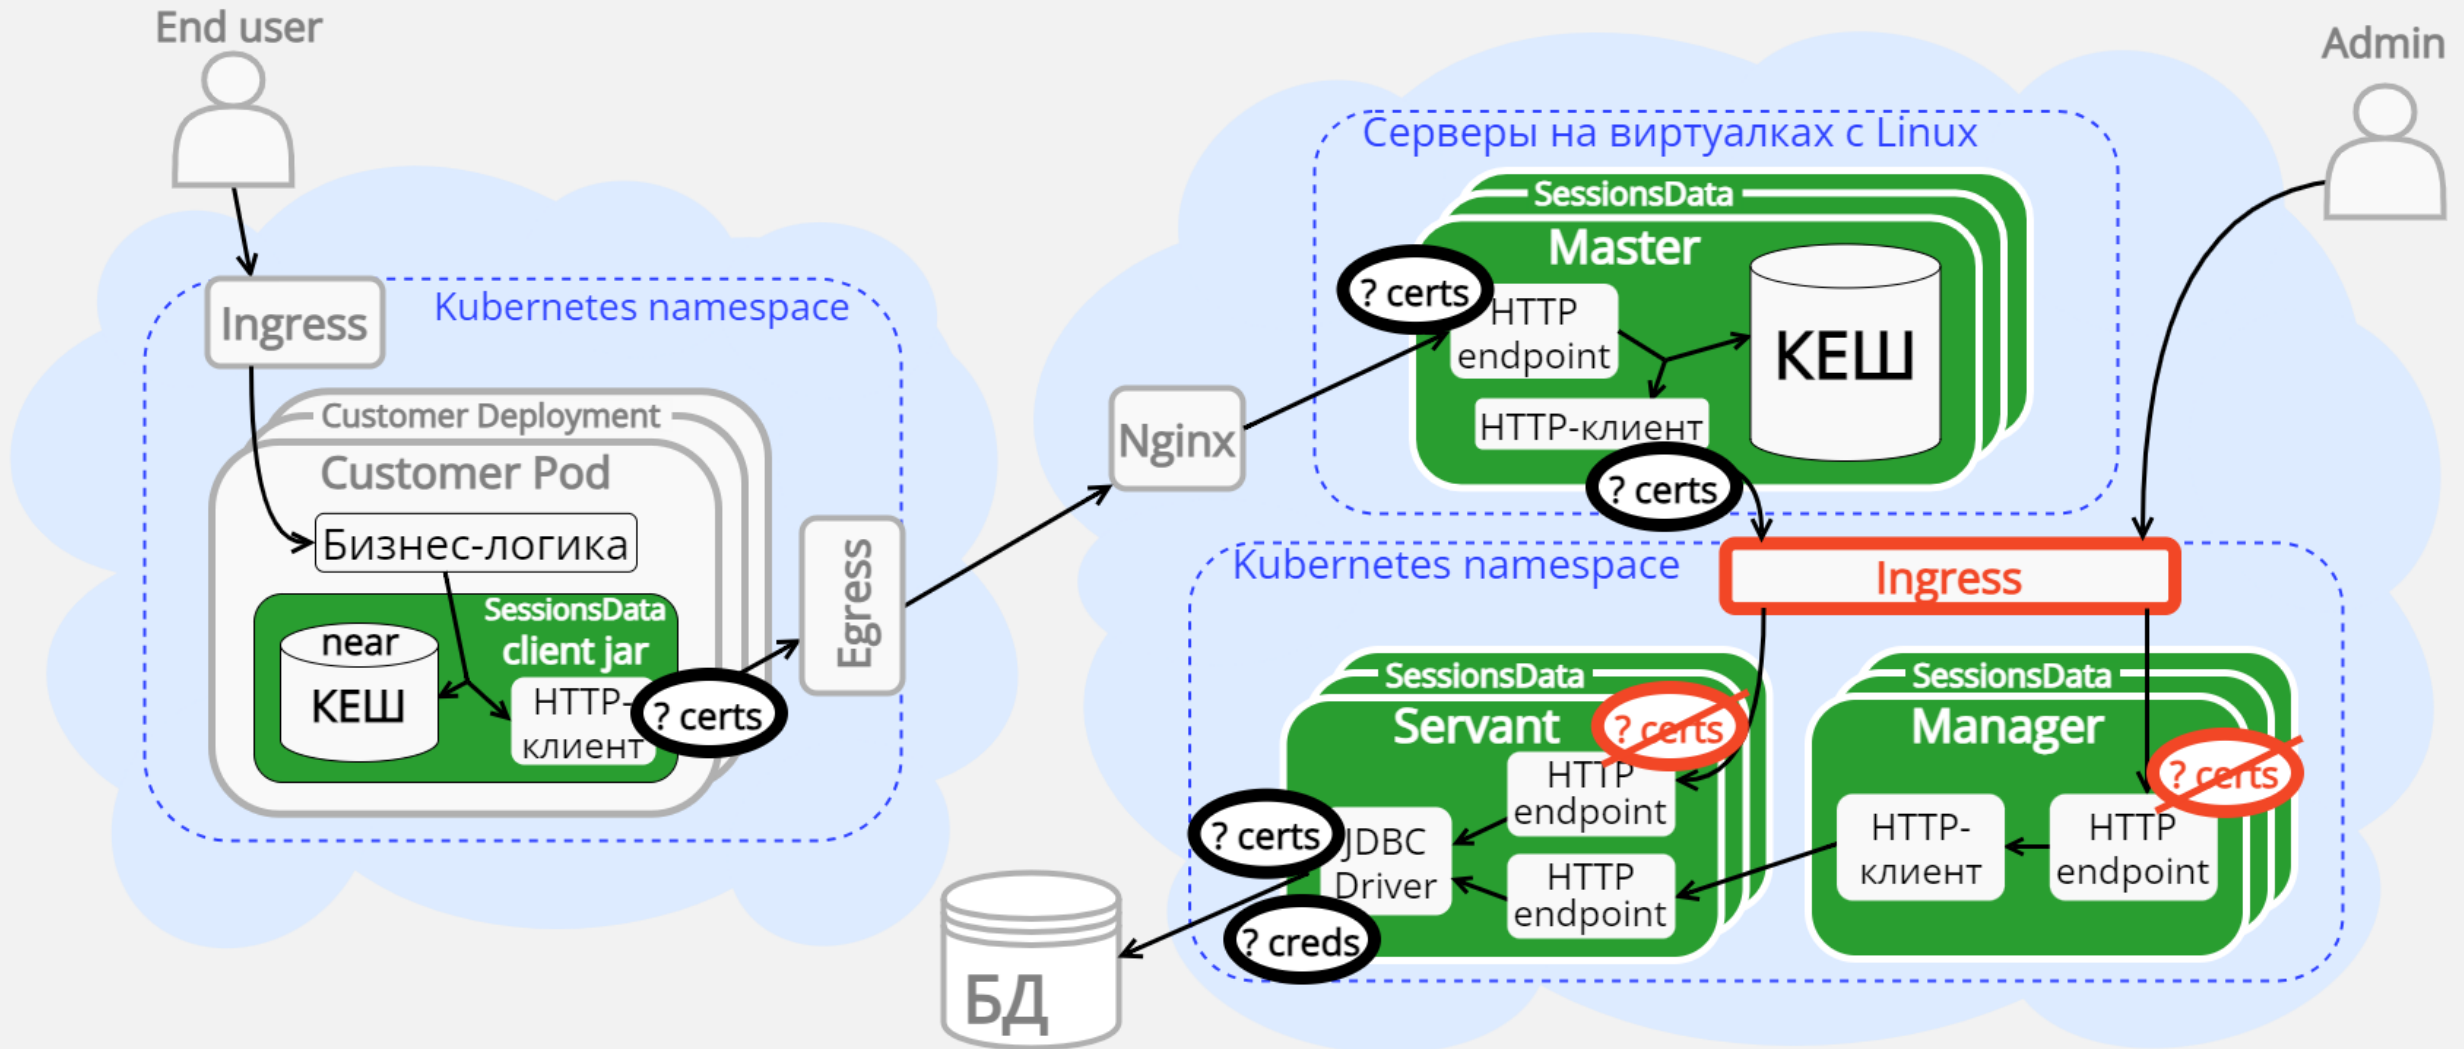 End user
Ingress
Kubernetes namespace
Customer Deployment
Customer Pod
Бизнес-логика
SessionsData
client jar
near
КЕШ
HTTP-
клиент
? certs
Egress
Nginx
Серверы на виртуалках с Linux
SessionsData
Master
? certs
HTTP
endpoint
КЕШ
HTTP-клиент
? certs
Admin
Kubernetes namespace
Ingress
SessionsData
Servant
? certs
HTTP
endpoint
? certs
JDBC
Driver
HTTP
endpoint
? creds
SessionsData
Manager
? certs
HTTP-
клиент
HTTP
endpoint
БД